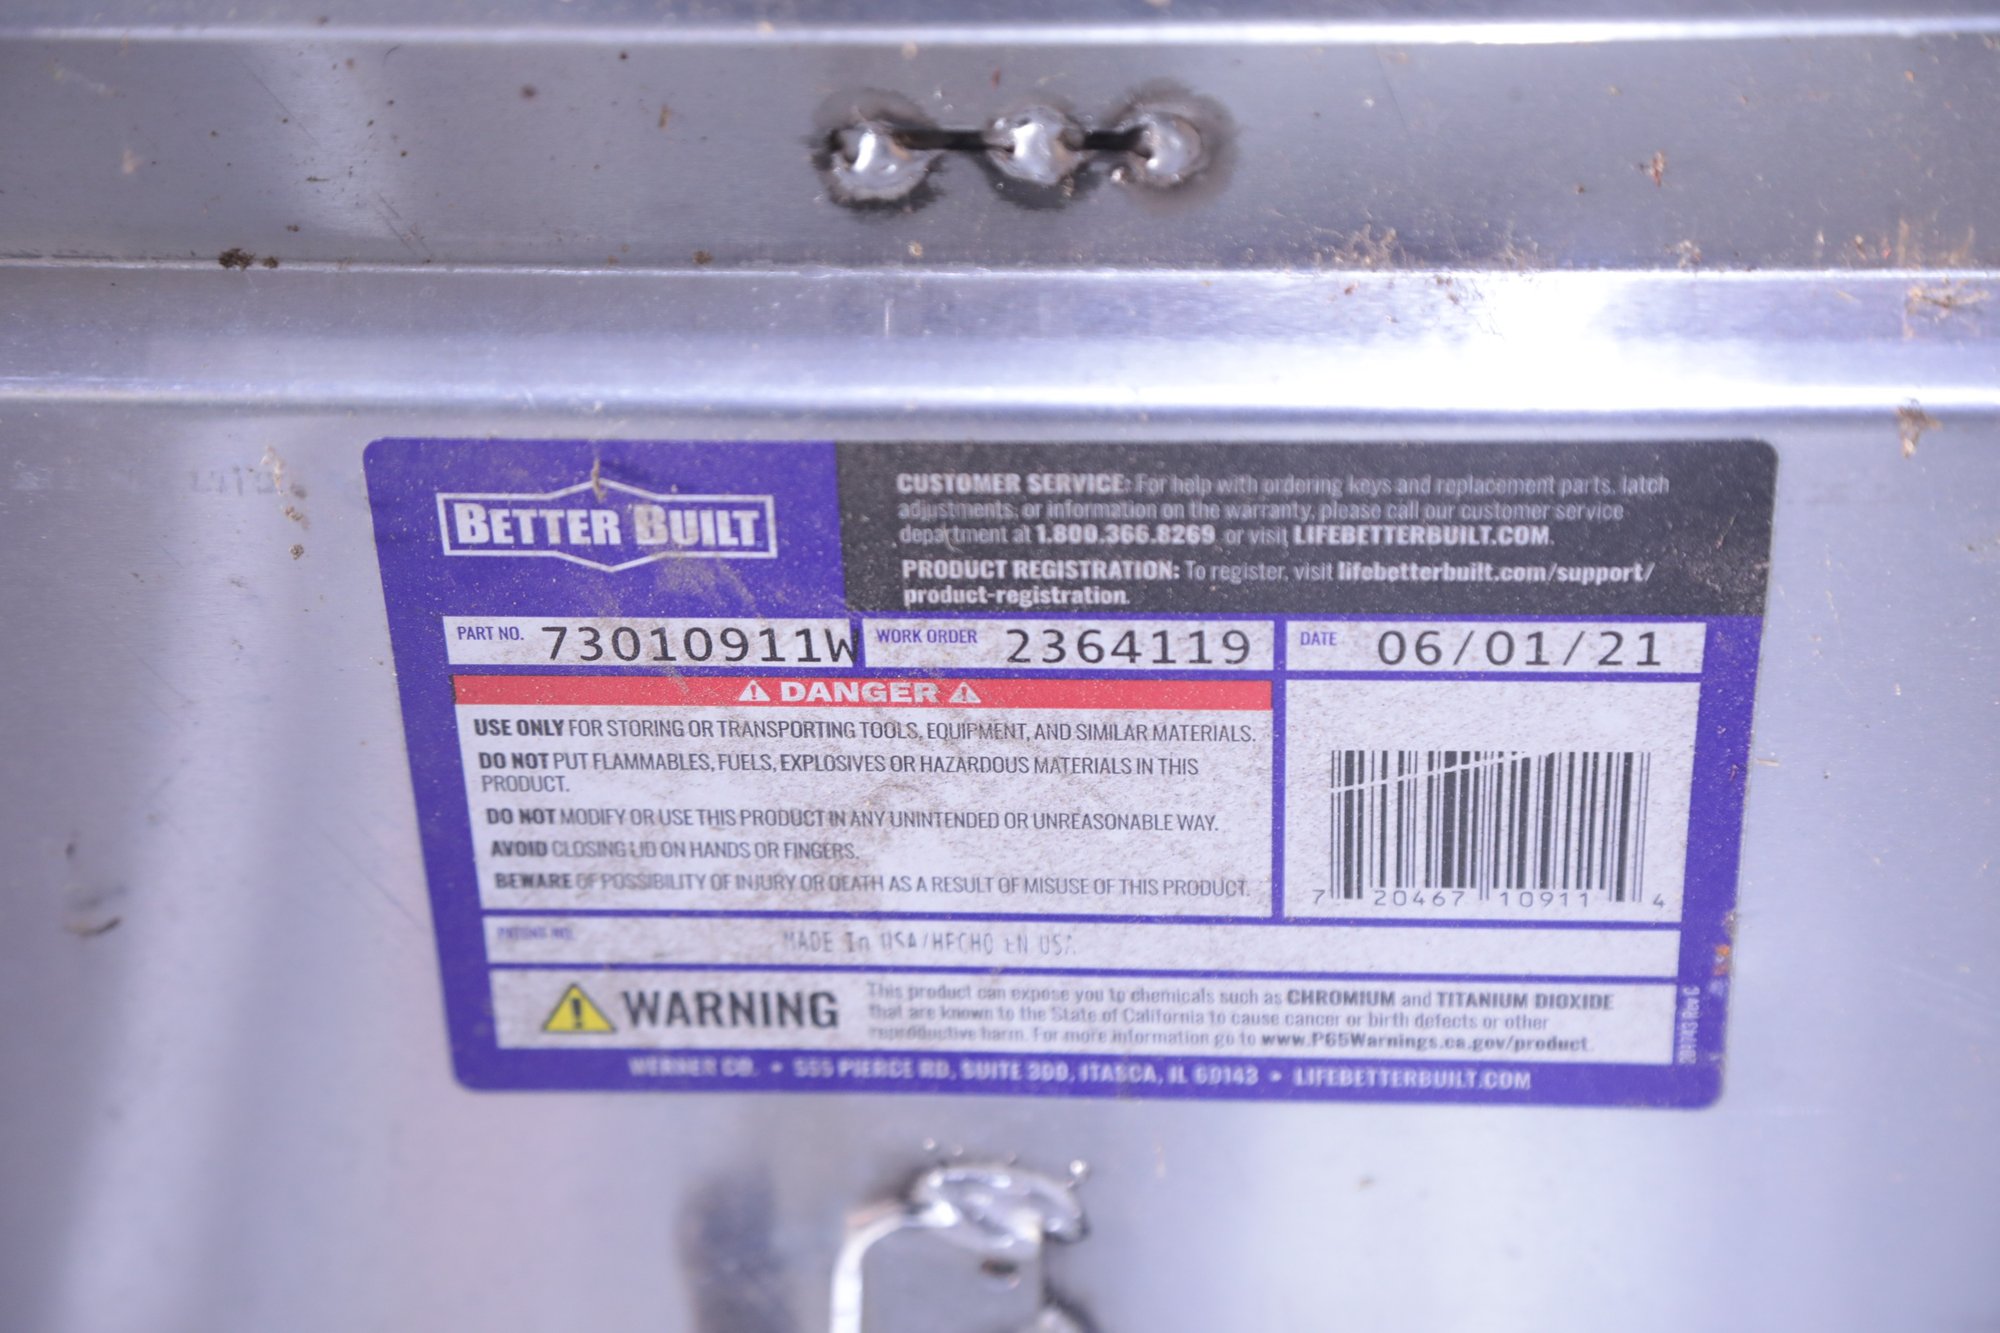 BETTER BUILT
CUSTOMER SERVICE: For help with ordering keys and replacement parts, latch
adjustments, or information on the warranty, please call our customer service
department at 1.800.366.8269 or visit LIFEBETTERBUILT.COM.
PRODUCT REGISTRATION: To register, visit lifebetterbuilt.com/support/
product-registration.
PART NO. 73010911W
WORK ORDER 2364119
DATE 06/01/21
DANGER
USE ONLY FOR STORING OR TRANSPORTING TOOLS, EQUIPMENT, AND SIMILAR MATERIALS.
DO NOT PUT FLAMMABLES, FUELS, EXPLOSIVES OR HAZARDOUS MATERIALS IN THIS
PRODUCT.
DO NOT MODIFY OR USE THIS PRODUCT IN ANY UNINTENDED OR UNREASONABLE WAY.
AVOID CLOSING LID ON HANDS OR FINGERS.
BEWARE OF POSSIBILITY OF INJURY OR DEATH AS A RESULT OF MISUSE OF THIS PRODUCT.
7 20467 10911 4
PATENT NO.
MADE In USA/HECHO EN USA
WARNING
This product can expose you to chemicals such as CHROMIUM and TITANIUM DIOXIDE
that are known to the State of California to cause cancer or birth defects or other
reproductive harm. For more information go to www.P65Warnings.ca.gov/product.
Rev C
WERNER CO. • 555 PIERCE RD, SUITE 300, ITASCA, IL 60143 • LIFEBETTERBUILT.COM